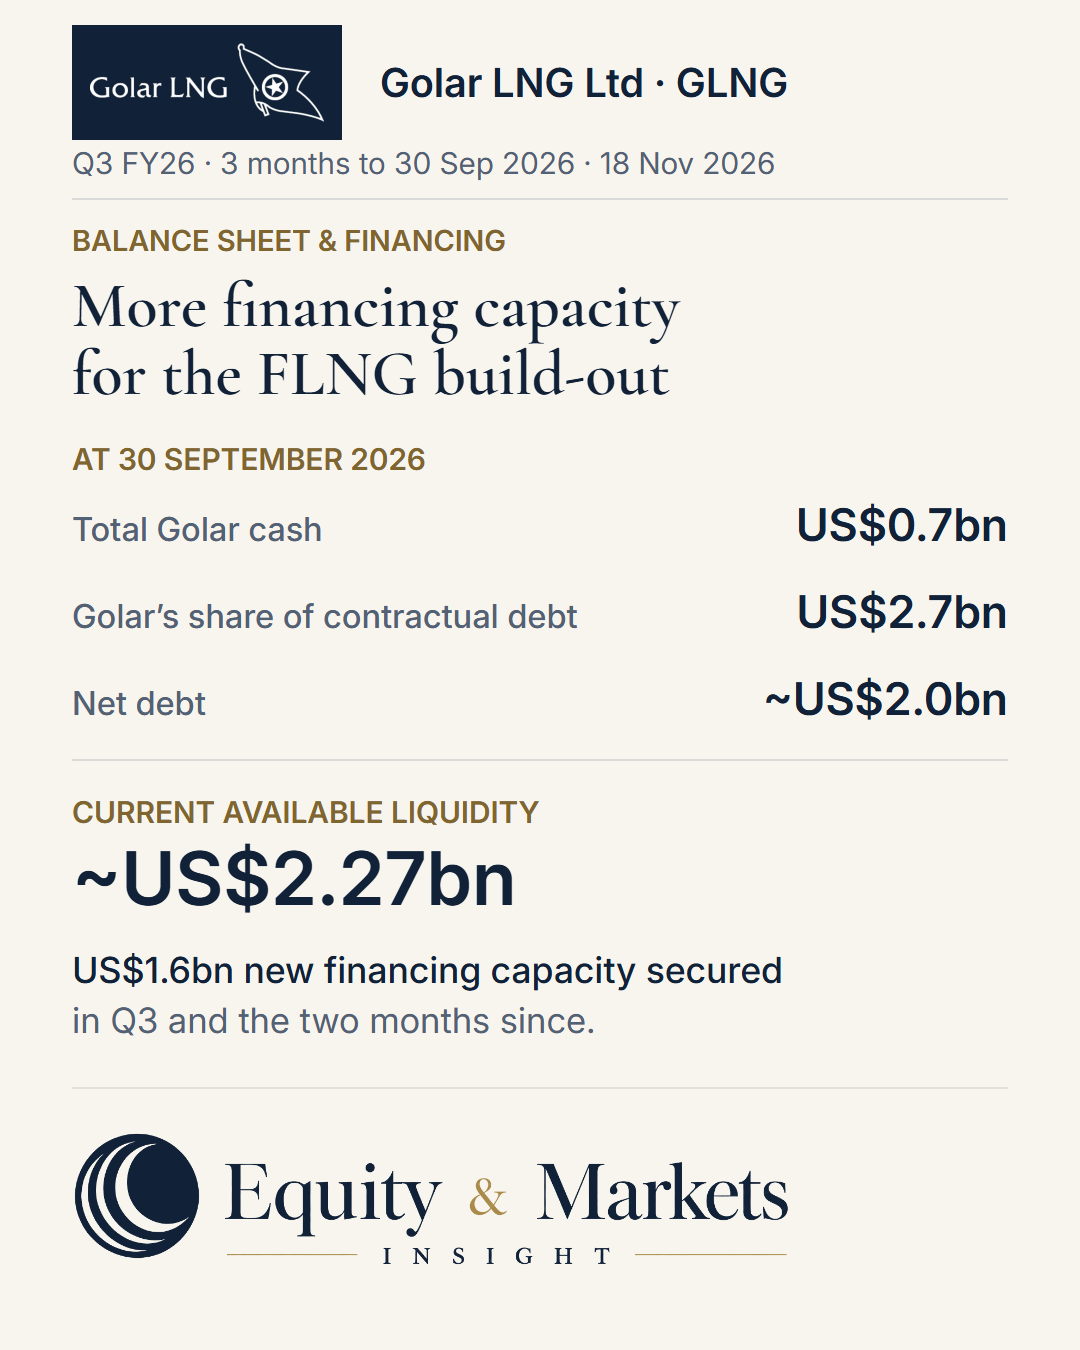 Golar LNG
Golar LNG Ltd · GLNG
Q3 FY26 · 3 months to 30 Sep 2026 · 18 Nov 2026
BALANCE SHEET & FINANCING
More financing capacity
for the FLNG build-out
AT 30 SEPTEMBER 2026
Total Golar cash US$0.7bn
Golar’s share of contractual debt US$2.7bn
Net debt ~US$2.0bn
CURRENT AVAILABLE LIQUIDITY
~US$2.27bn
US$1.6bn new financing capacity secured
in Q3 and the two months since.
Equity & Markets
INSIGHT